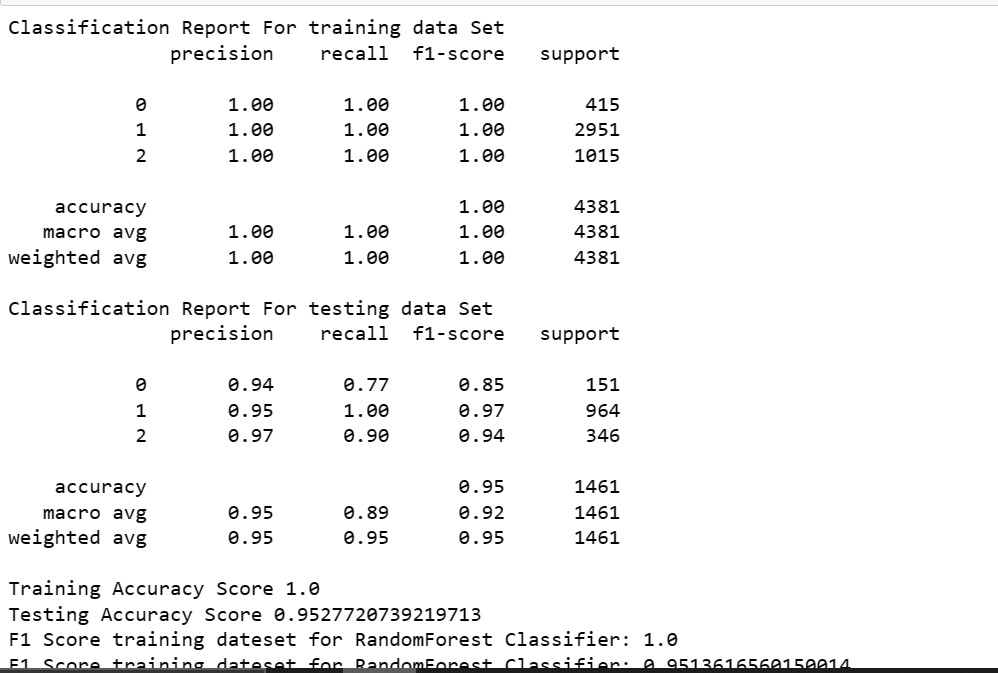 Classification Report For training data Set
precision recall f1-score support
0 1.00 1.00 1.00 415
1 1.00 1.00 1.00 2951
2 1.00 1.00 1.00 1015
accuracy 1.00 4381
macro avg 1.00 1.00 1.00 4381
weighted avg 1.00 1.00 1.00 4381
Classification Report For testing data Set
precision recall f1-score support
0 0.94 0.77 0.85 151
1 0.95 1.00 0.97 964
2 0.97 0.90 0.94 346
accuracy 0.95 1461
macro avg 0.95 0.89 0.92 1461
weighted avg 0.95 0.95 0.95 1461
Training Accuracy Score 1.0
Testing Accuracy Score 0.9527720739219713
F1 Score training dateset for RandomForest Classifier: 1.0
F1 Score training dateset for RandomForest Classifier: 0.9513616560150014